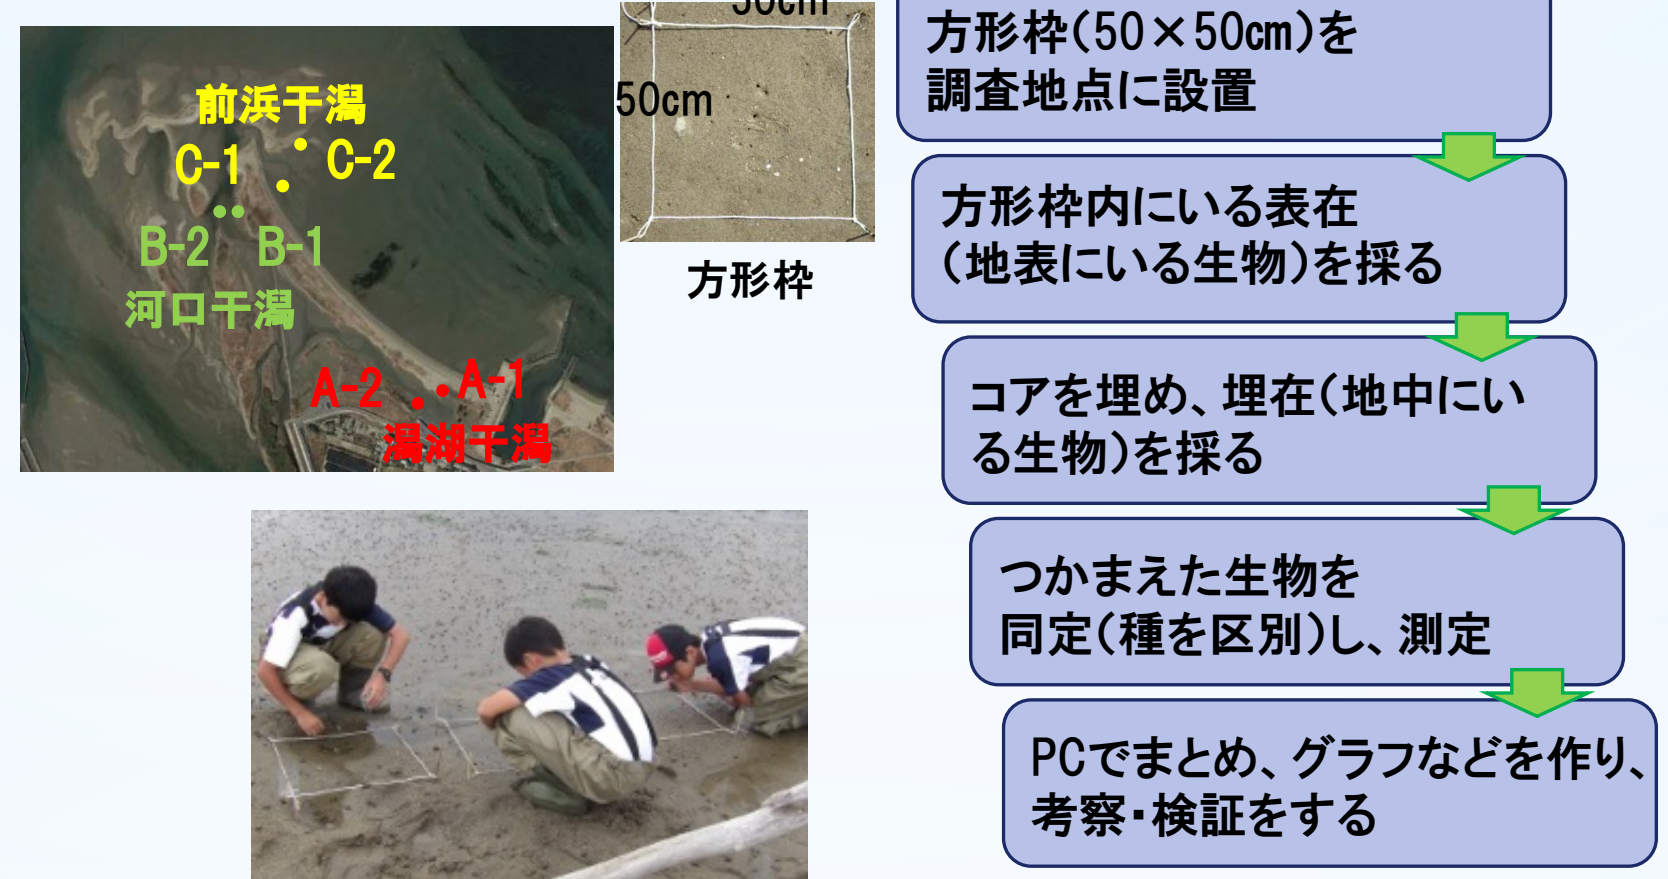 前浜干潟
C-1
C-2
B-2
B-1
河口干潟
A-2
A-1
潟湖干潟
50cm
50cm
方形枠
方形枠(50×50㎝)を
調査地点に設置
方形枠内にいる表在
(地表にいる生物)を採る
コアを埋め、埋在(地中にい
る生物)を採る
つかまえた生物を
同定(種を区別)し、測定
PCでまとめ、グラフなどを作り、
考察・検証をする